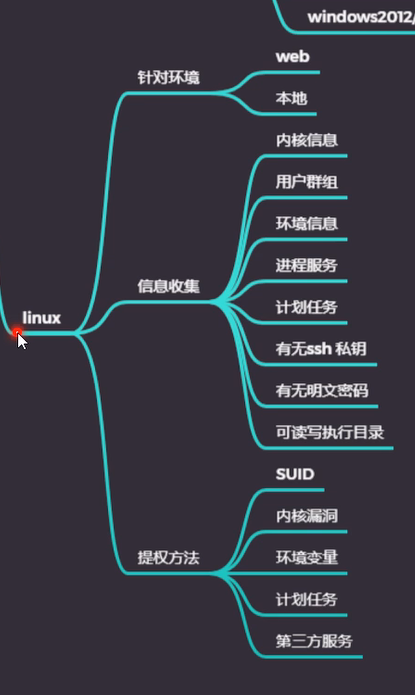 windows2012/
针对环境
web
本地
linux
信息收集
内核信息
用户群组
环境信息
进程服务
计划任务
有无ssh 私钥
有无明文密码
可读写执行目录
提权方法
SUID
内核漏洞
环境变量
计划任务
第三方服务